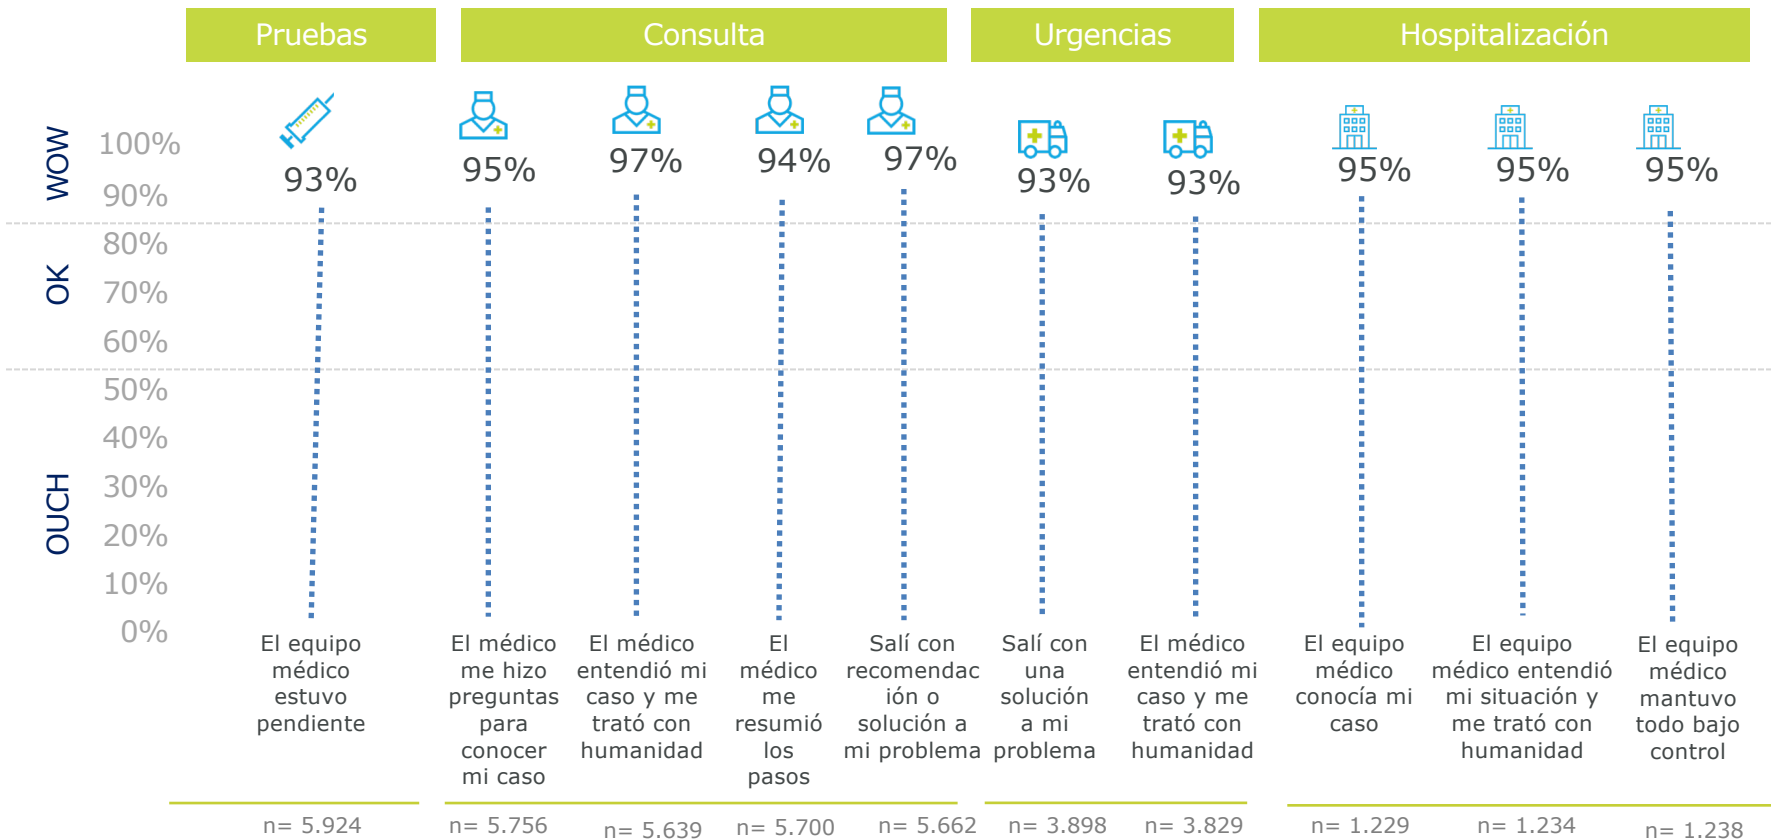 Pruebas
Consulta
Urgencias
Hospitalización
WOW
OK
OUCH
100%
90%
80%
70%
60%
50%
40%
30%
20%
10%
0%
93%
95%
97%
94%
97%
93%
93%
95%
95%
95%
El equipo
médico
estuvo
pendiente
El médico
me hizo
preguntas
para
conocer
mi caso
El médico
entendió mi
caso y me
trató con
humanidad
El
médico
me
resumió
los
pasos
Salí con
recomendac
ión o
solución a
mi problema
Salí con
una
solución
a mi
problema
El médico
entendió mi
caso y me
trató con
humanidad
El equipo
médico
conocía mi
caso
El equipo
médico entendió
mi situación y
me trató con
humanidad
El equipo
médico
mantuvo
todo bajo
control
n= 5.924
n= 5.756
n= 5.639
n= 5.700
n= 5.662
n= 3.898
n= 3.829
n= 1.229
n= 1.234
n= 1.238